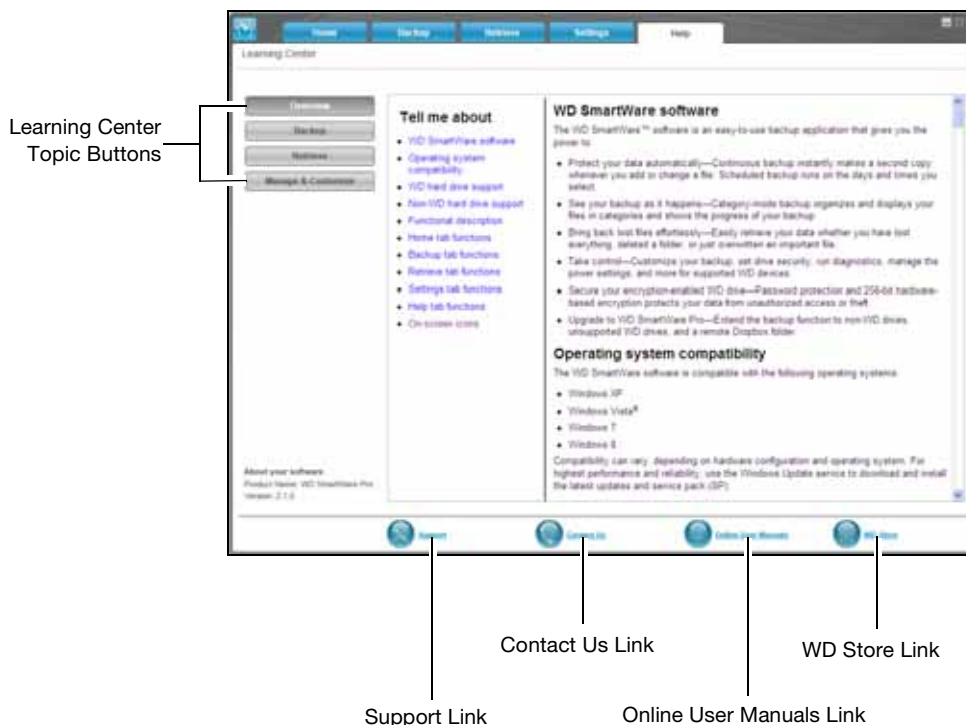 Home
Backup
Retrieve
Settings
Help
Learning Center
Learning Center
Topic Buttons
Overview
Backup
Retrieve
Manage & Customize
Tell me about
• WD SmartWare software
• Operating system
compatibility
• WD hard drive support
• Non-WD hard drive support
• Functional description
• Home tab functions
• Backup tab functions
• Retrieve tab functions
• Settings tab functions
• Help tab functions
• On-screen icons
WD SmartWare software
The WD SmartWare™ software is an easy-to-use backup application that gives you the
power to:
• Protect your data automatically—Continuous backup instantly makes a second copy
whenever you add or change a file. Scheduled backup runs on the days and times you
select.
• See your backup as it happens—Category-mode backup organizes and displays your
files in categories and shows the progress of your backup.
• Bring back lost files effortlessly—Easily retrieve your data whether you have lost
everything, deleted a folder, or just overwritten an important file.
• Take control—Customize your backup, set drive security, run diagnostics, manage the
power settings, and more for supported WD devices.
• Secure your encryption-enabled WD drive—Password protection and 256-bit hardware-
based encryption protects your data from unauthorized access or theft.
• Upgrade to WD SmartWare Pro—Extend the backup function to non-WD drives,
unsupported WD drives, and a remote Dropbox folder.
Operating system compatibility
The WD SmartWare software is compatible with the following operating systems:
• Windows XP
• Windows Vista®
• Windows 7
• Windows 8
Compatibility can vary, depending on hardware configuration and operating system. For
highest performance and reliability, use the Windows Update service to download and install
the latest updates and service pack (SP).
About your software
Product Name: WD SmartWare Pro
Version: 2.1.0
Support
Contact Us
Online User Manuals
WD Store
Contact Us Link
WD Store Link
Support Link
Online User Manuals Link